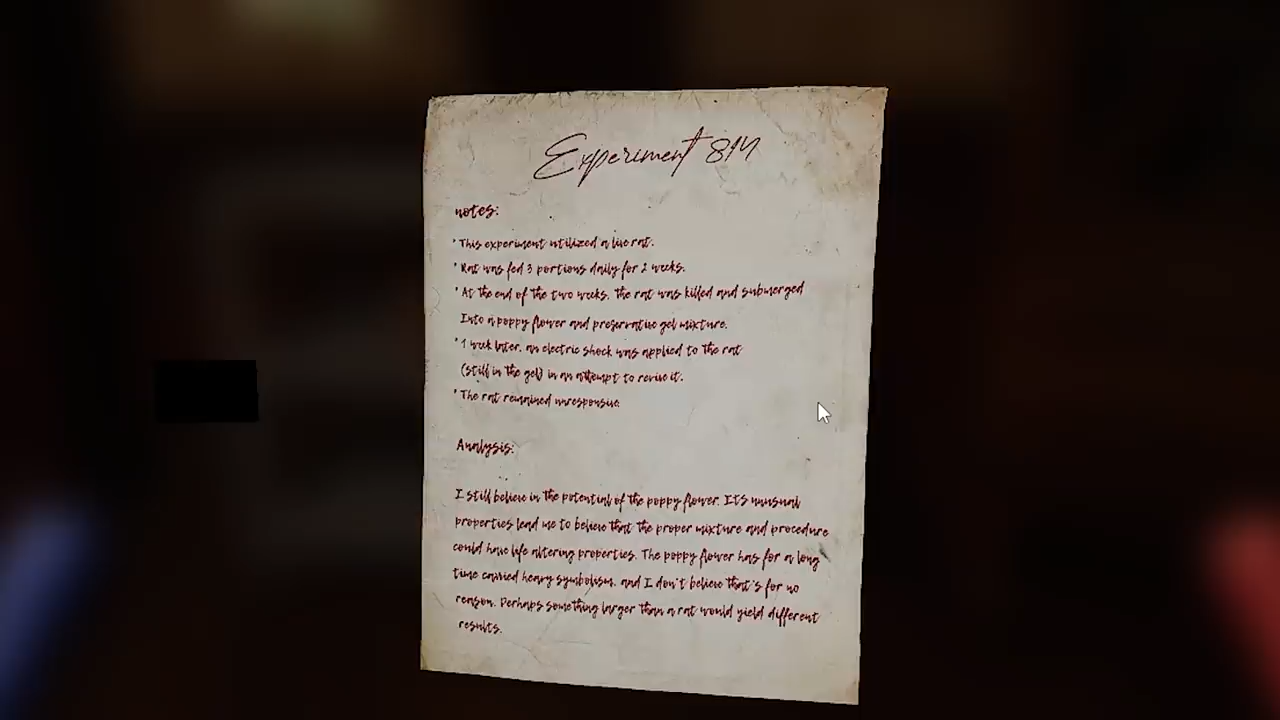 Experiment 814
notes:
* This experiment utilized a live rat.
* Rat was fed 3 portions daily for 2 weeks.
* At the end of the two weeks, the rat was killed and submerged
Into a poppy flower and preservative gel mixture.
* 1 week later, an electric shock was applied to the rat
(still in the gel) in an attempt to revive it.
* The rat remained unresponsive.
Analysis:
I still believe in the potential of the poppy flower. ITS unusual
properties lead me to believe that the proper mixture and procedure
could have life altering properties. The poppy flower has for a long
time carried heavy symbolism, and I don't believe that's for no
reason. Perhaps something larger than a rat would yield different
results.